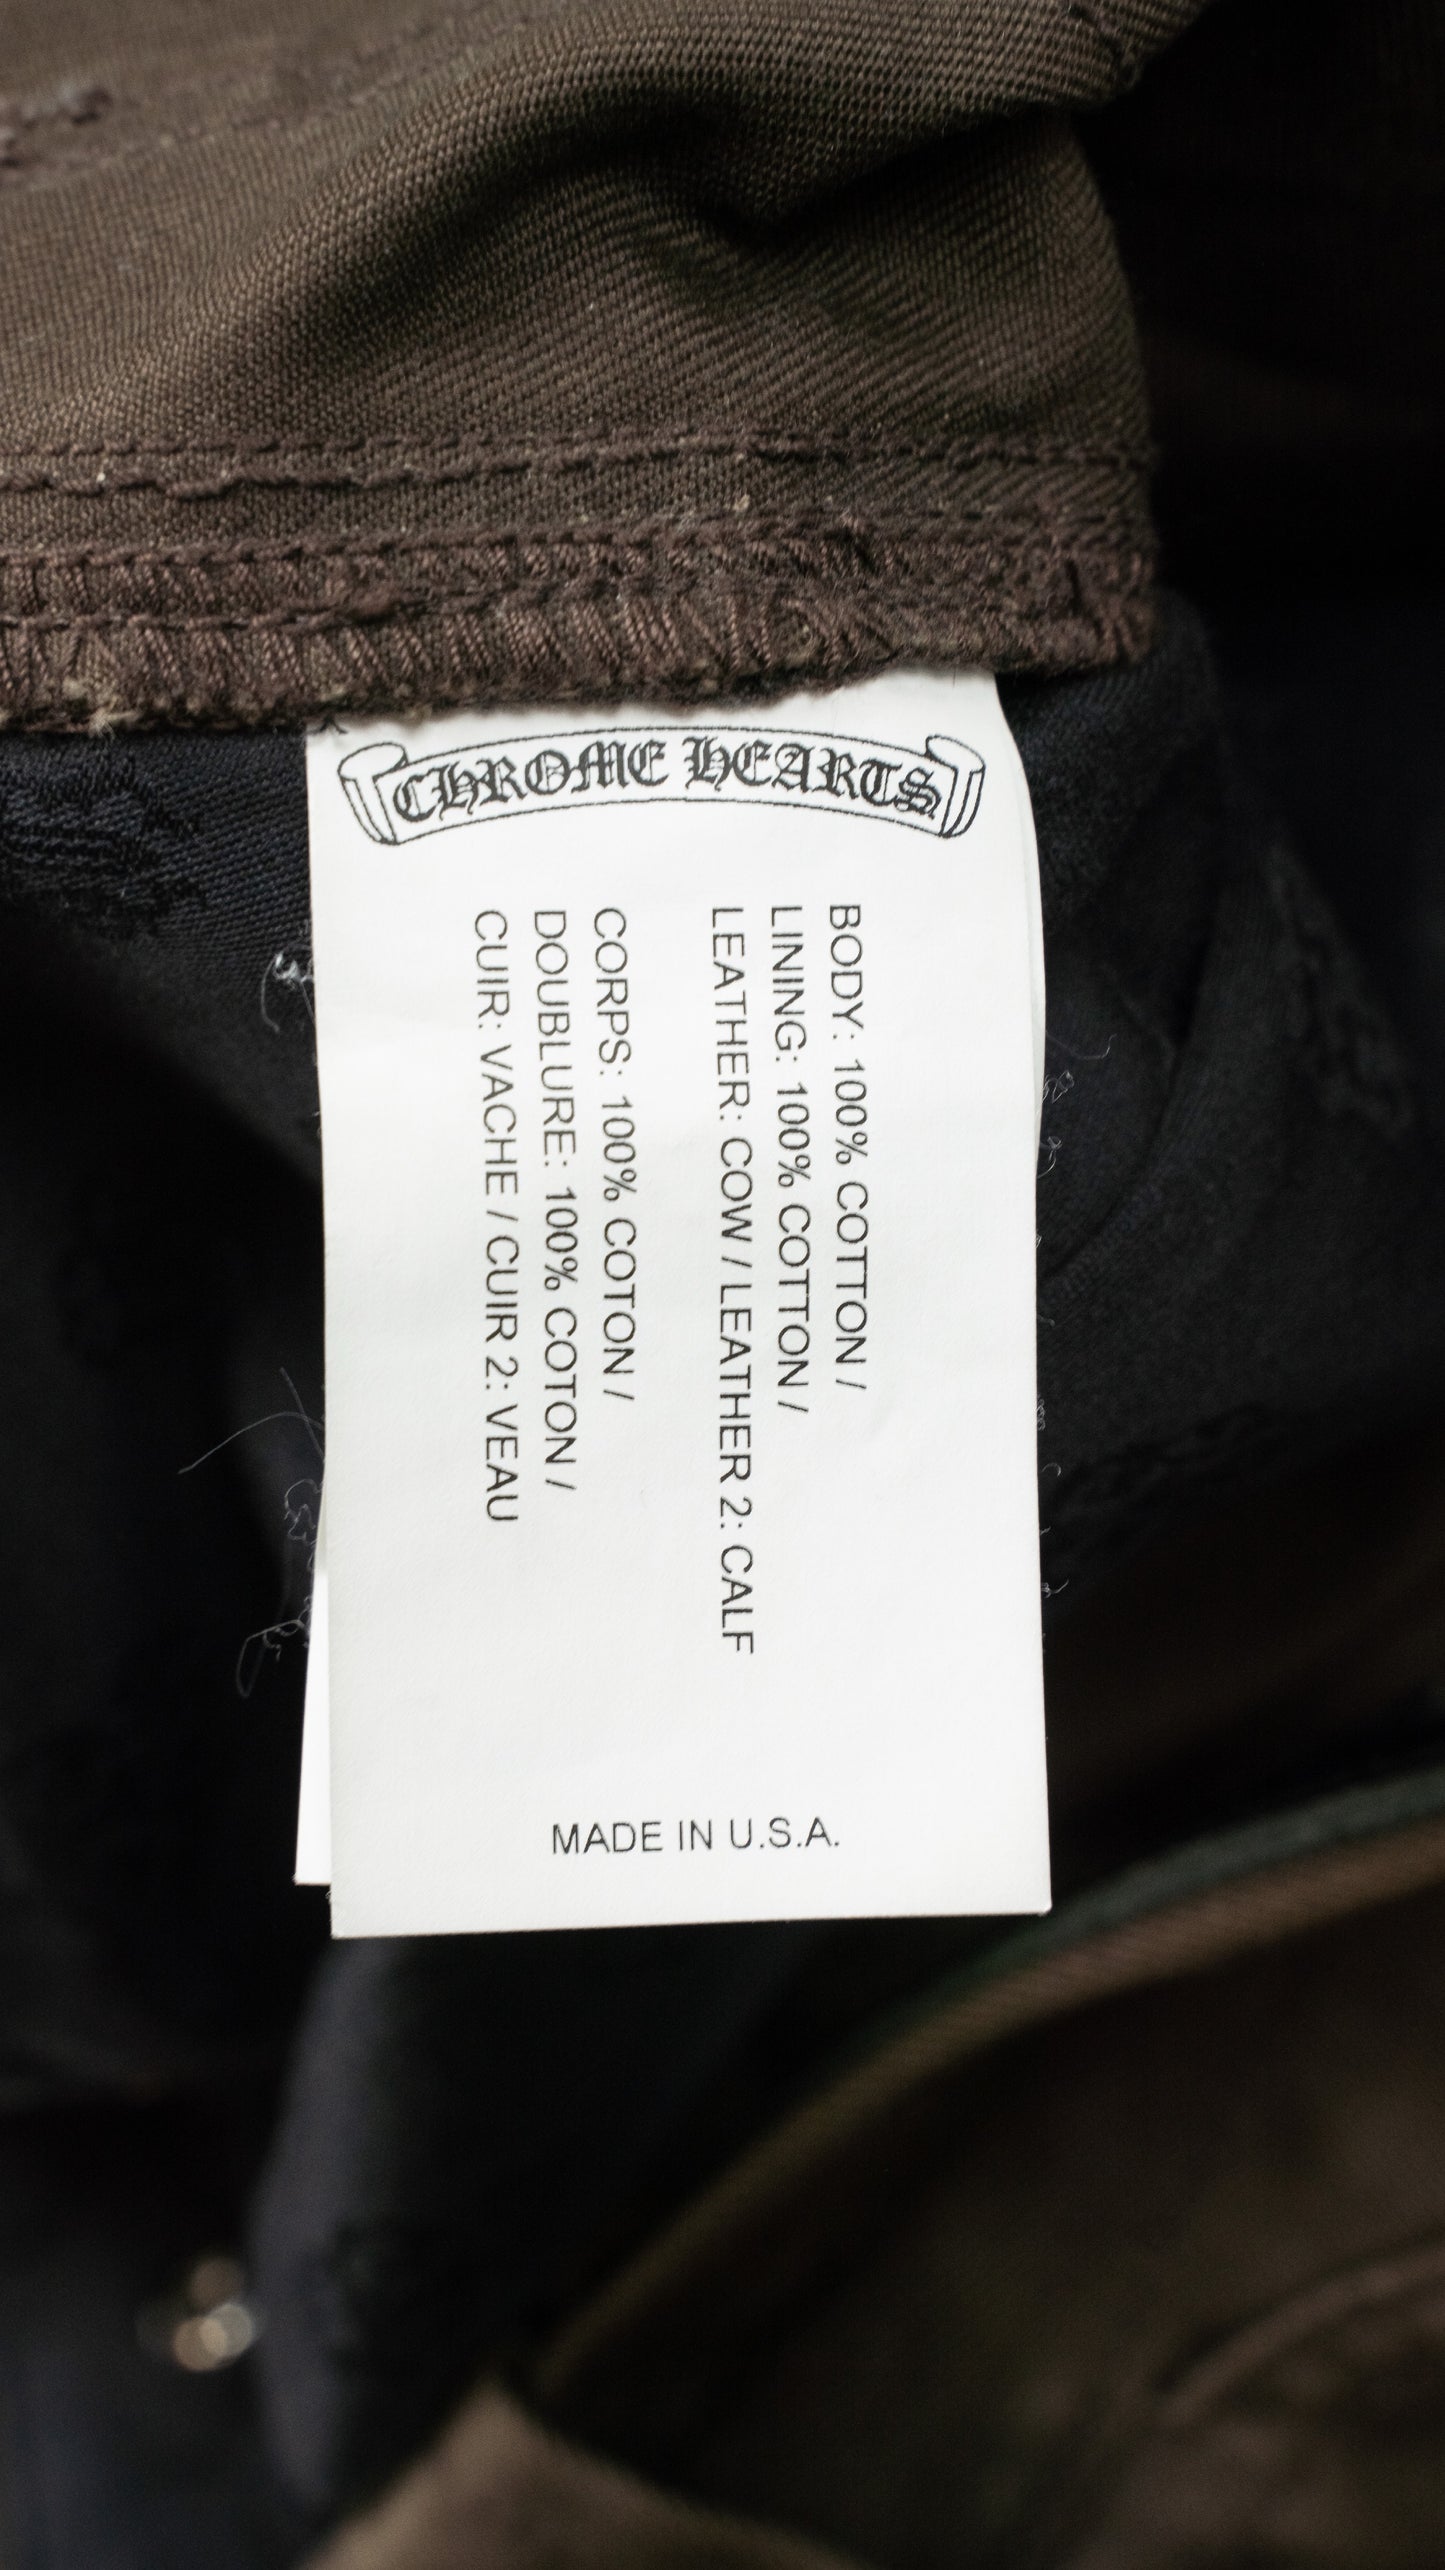 CHROME HEARTS
BODY: 100% COTTON /
LINING: 100% COTTON /
LEATHER: COW / LEATHER 2: CALF
CORPS: 100% COTON /
DOUBLURE: 100% COTON /
CUIR: VACHE / CUIR 2: VEAU
MADE IN U.S.A.